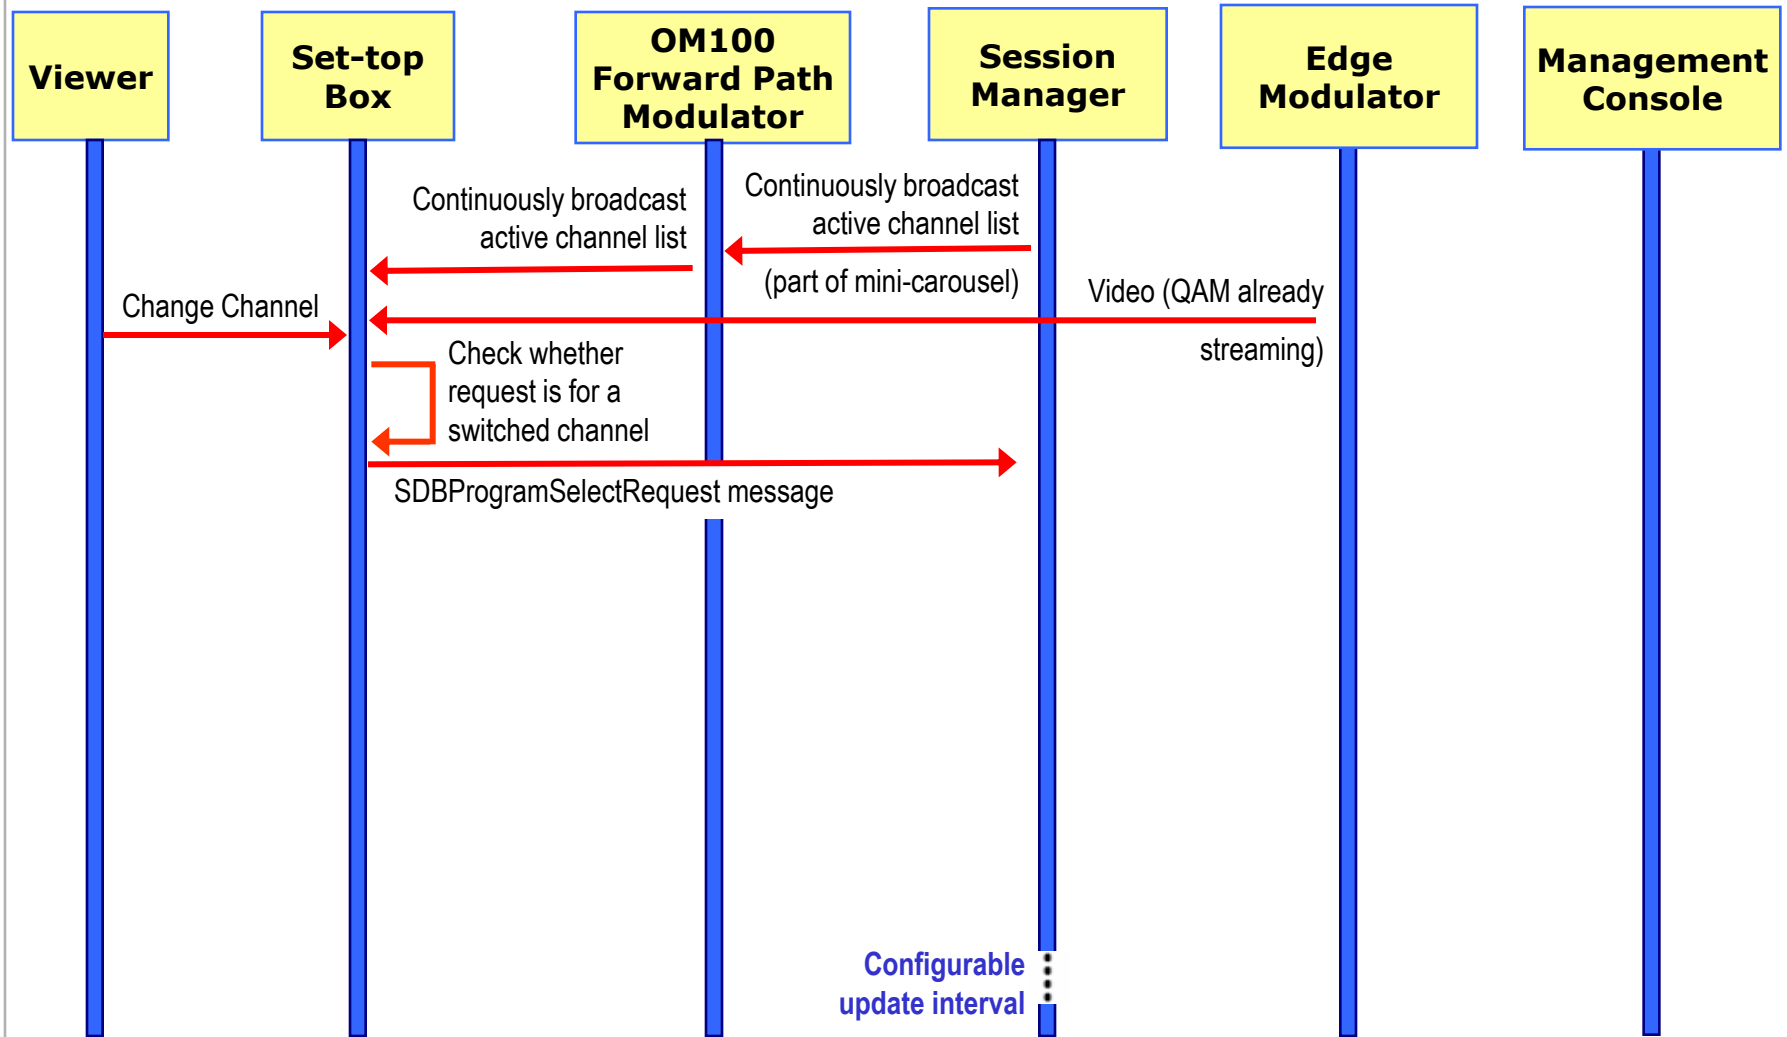 Viewer
Set-top
Box
OM100
Forward Path
Modulator
Session
Manager
Edge
Modulator
Management
Console
Continuously broadcast
active channel list
Continuously broadcast
active channel list
(part of mini-carousel)
Video (QAM already
streaming)
Change Channel
Check whether
request is for a
switched channel
SDBProgramSelectRequest message
Configurable
update interval